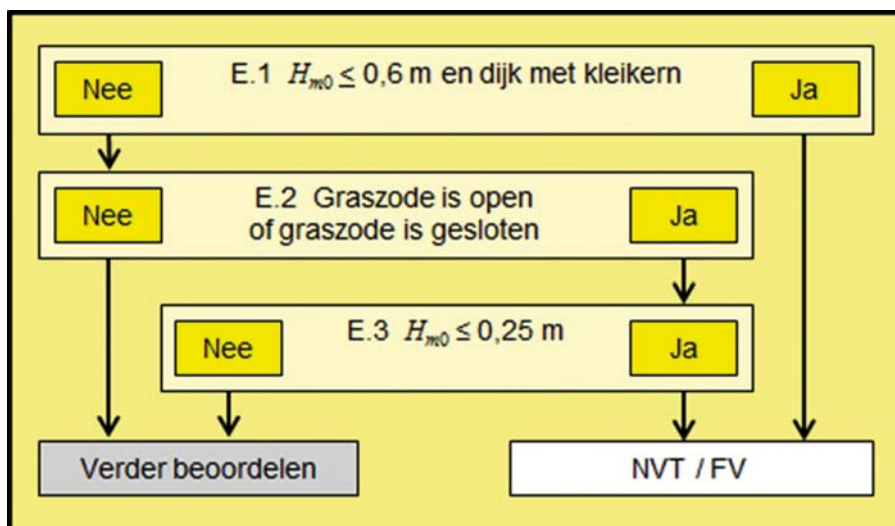 Nee
E.1 Hm0 ≤ 0,6 m en dijk met kleikern
Ja
Nee
E.2 Graszode is open
of graszode is gesloten
Ja
Nee
E.3 Hm0 ≤ 0,25 m
Ja
Verder beoordelen
NVT / FV